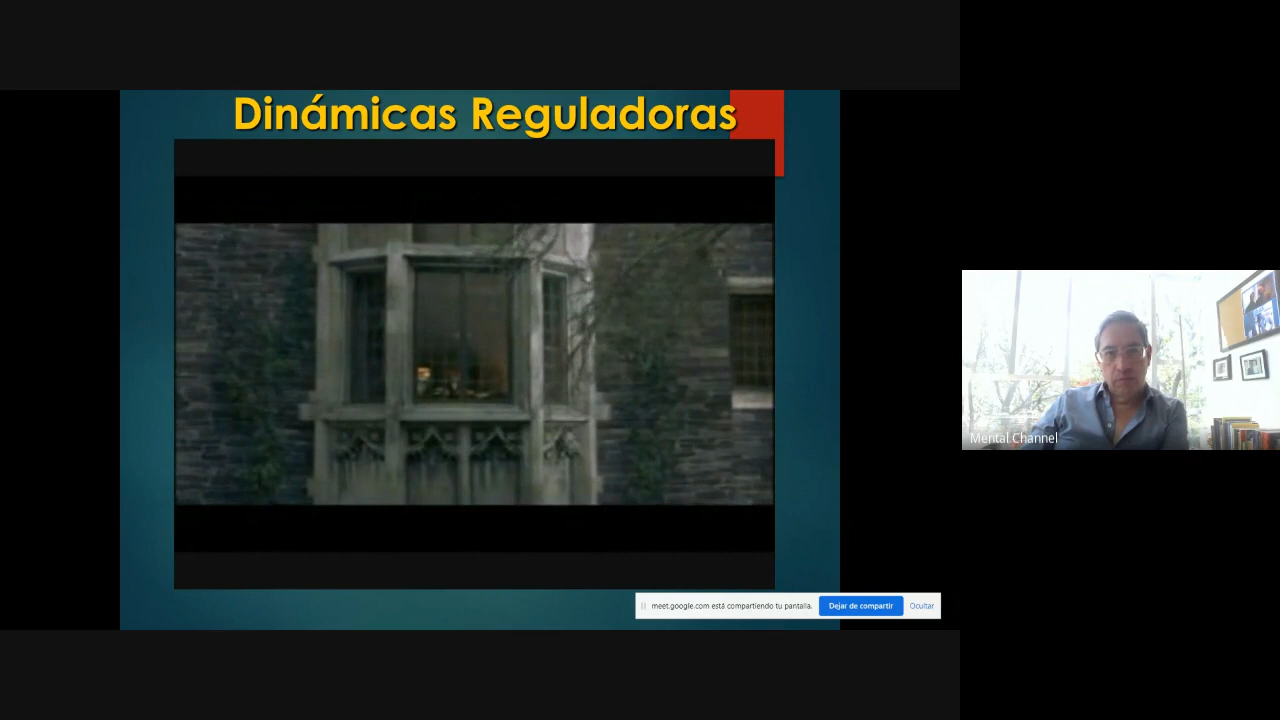 Dinámicas Reguladoras
Mental Channel
meet.google.com está compartiendo tu pantalla.
Dejar de compartir
Ocultar